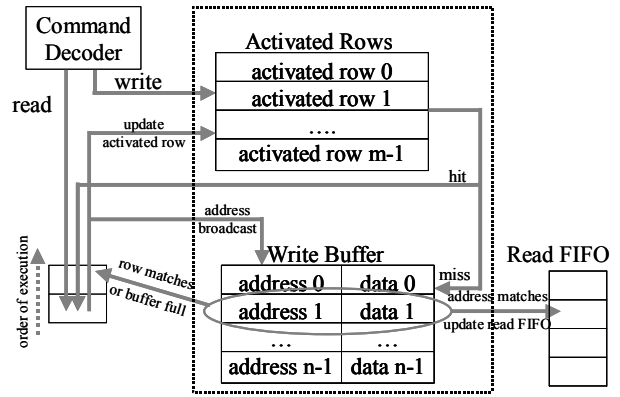 Command
Decoder
Activated Rows
activated row 0
write
activated row 1
read
update
activated row
....
activated row m-1
hit
address
broadcast
order of execution
row matches
or buffer full
Write Buffer
miss
Read FIFO
address 0 data 0
address 1 data 1
address matches
update read FIFO
... ...
address n-1 data n-1